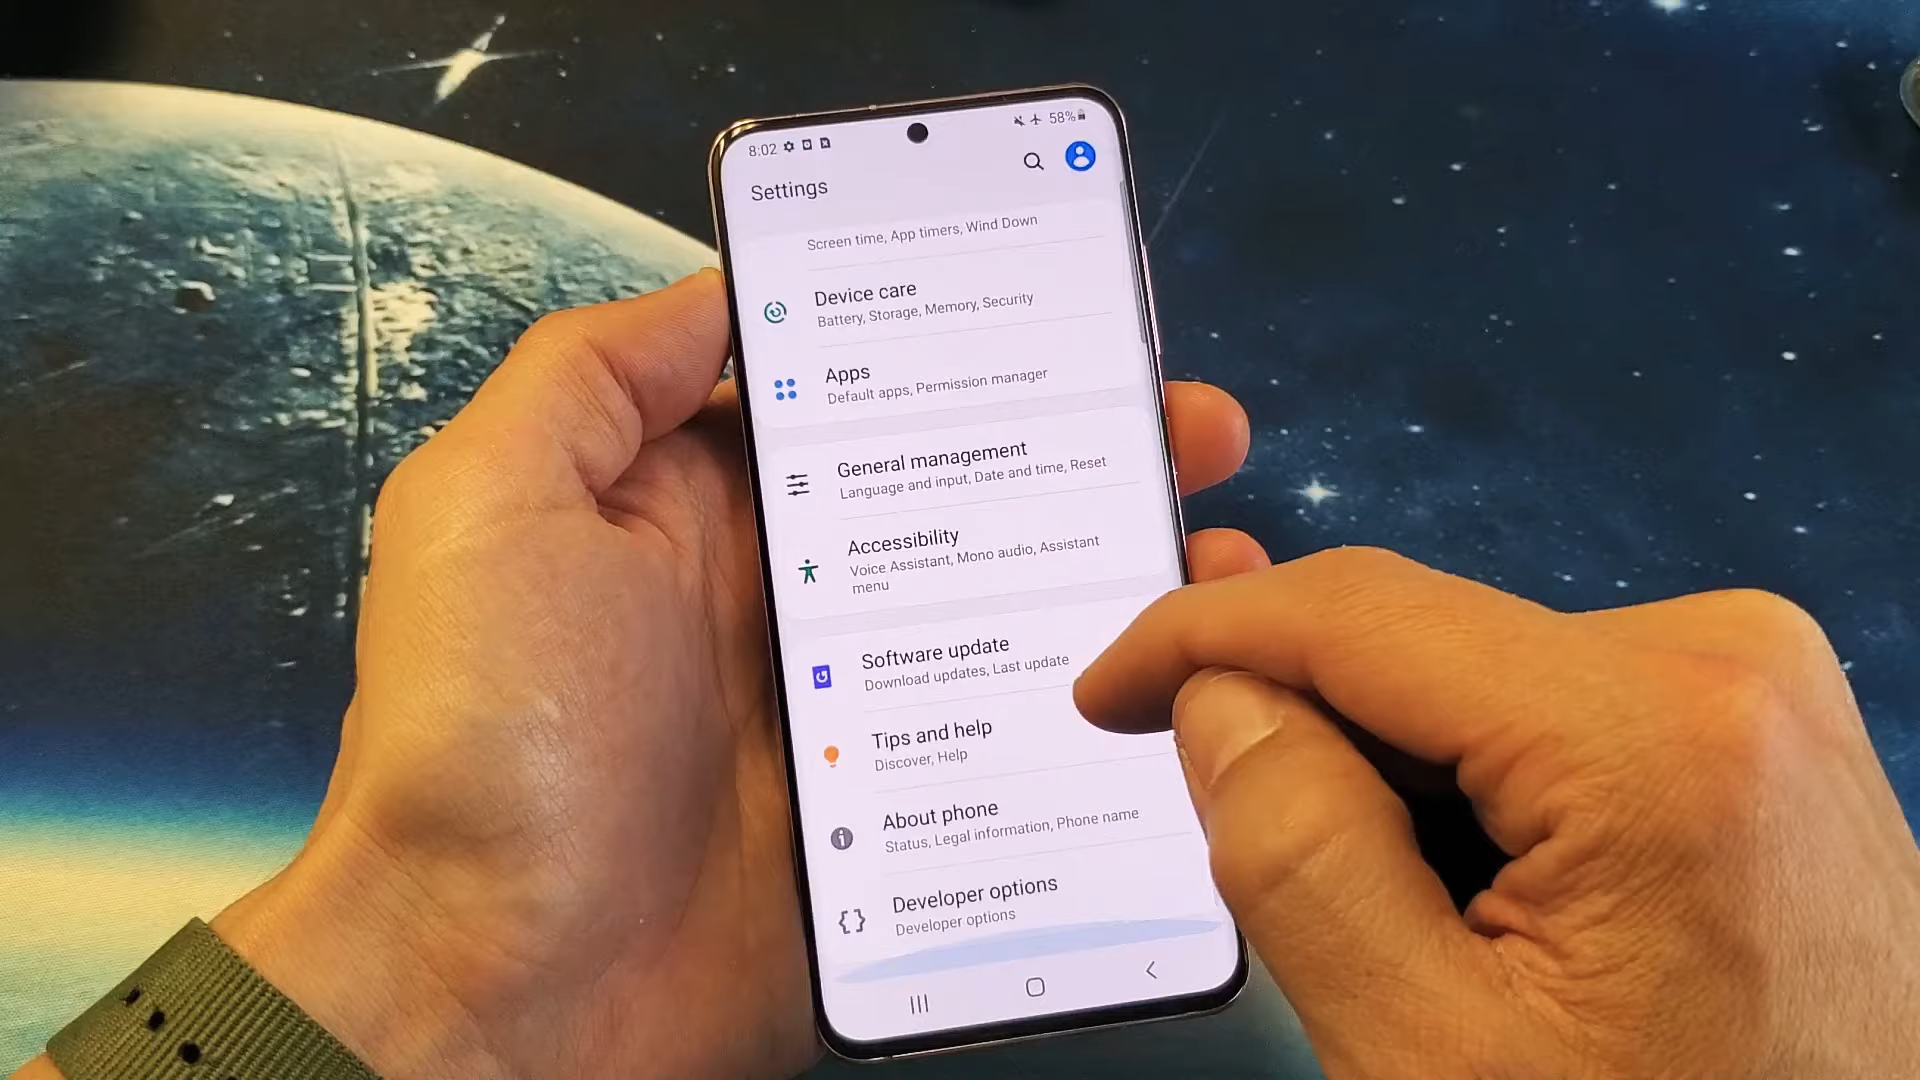 8:02
58%
Settings
Screen time, App timers, Wind Down
Device care
Battery, Storage, Memory, Security
Apps
Default apps, Permission manager
General management
Language and input, Date and time, Reset
Accessibility
Voice Assistant, Mono audio, Assistant
menu
Software update
Download updates, Last update
Tips and help
Discover, Help
About phone
Status, Legal information, Phone name
Developer options
Developer options